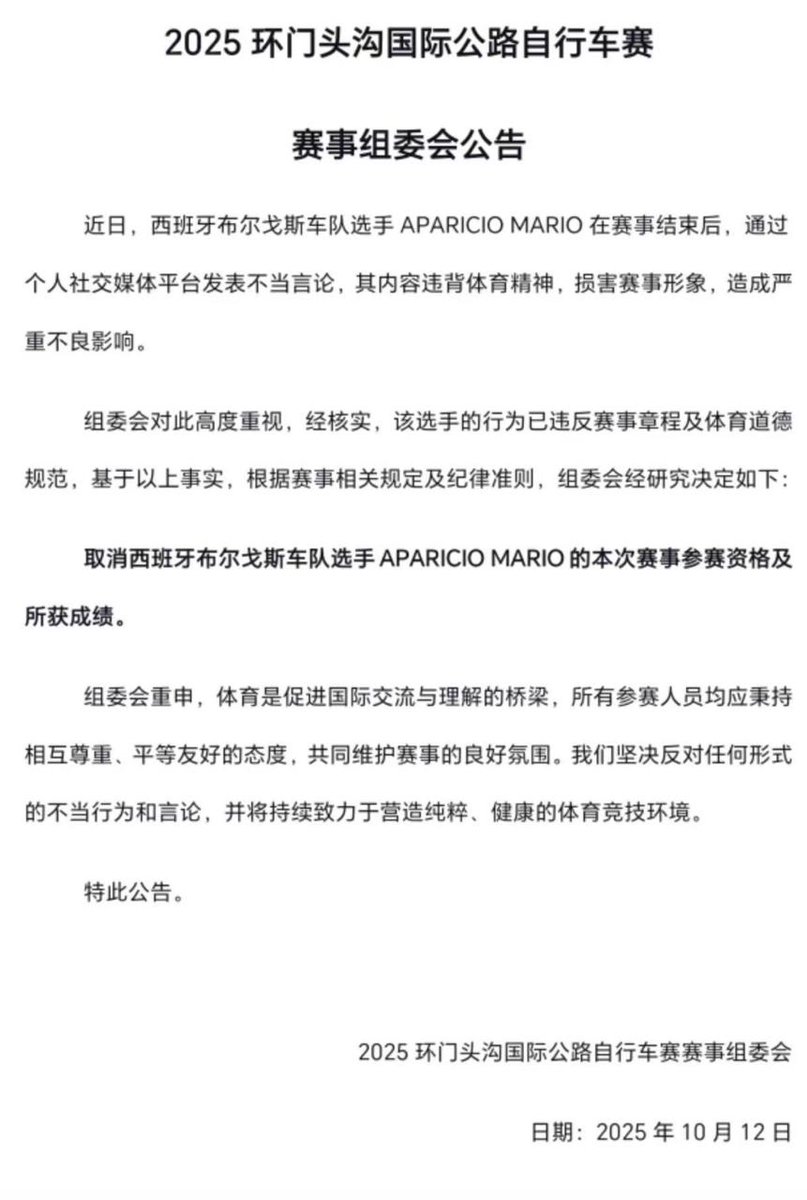 2025 环门头沟国际公路自行车赛
赛事组委会公告
近日，西班牙布尔戈斯车队选手 APARICIO MARIO 在赛事结束后，通过
个人社交媒体平台发表不当言论，其内容违背体育精神，损害赛事形象，造成严
重不良影响。
组委会对此高度重视，经核实，该选手的行为已违反赛事章程及体育道德
规范，基于以上事实，根据赛事相关规定及纪律准则，组委会经研究决定如下：
取消西班牙布尔戈斯车队选手 APARICIO MARIO 的本次赛事参赛资格及
所获成绩。
组委会重申，体育是促进国际交流与理解的桥梁，所有参赛人员均应秉持
相互尊重、平等友好的态度，共同维护赛事的良好氛围。我们坚决反对任何形式
的不当行为和言论，并将持续致力于营造纯粹、健康的体育竞技环境。
特此公告。
2025 环门头沟国际公路自行车赛赛事组委会
日期：2025 年 10 月 12 日